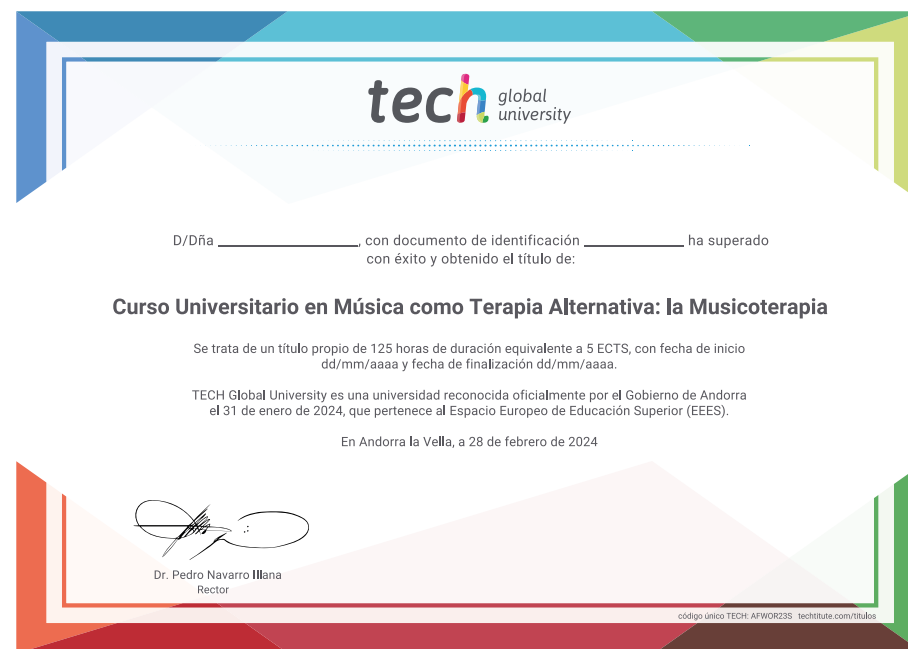 tech global university
D/Dña ____________, con documento de identificación ____________ ha superado
con éxito y obtenido el título de:
Curso Universitario en Música como Terapia Alternativa: la Musicoterapia
Se trata de un título propio de 125 horas de duración equivalente a 5 ECTS, con fecha de inicio
dd/mm/aaaa y fecha de finalización dd/mm/aaaa.
TECH Global University es una universidad reconocida oficialmente por el Gobierno de Andorra
el 31 de enero de 2024, que pertenece al Espacio Europeo de Educación Superior (EEES).
En Andorra la Vella, a 28 de febrero de 2024
Dr. Pedro Navarro Illana
Rector
código único TECH: AFWOR23S techtitute.com/titulos